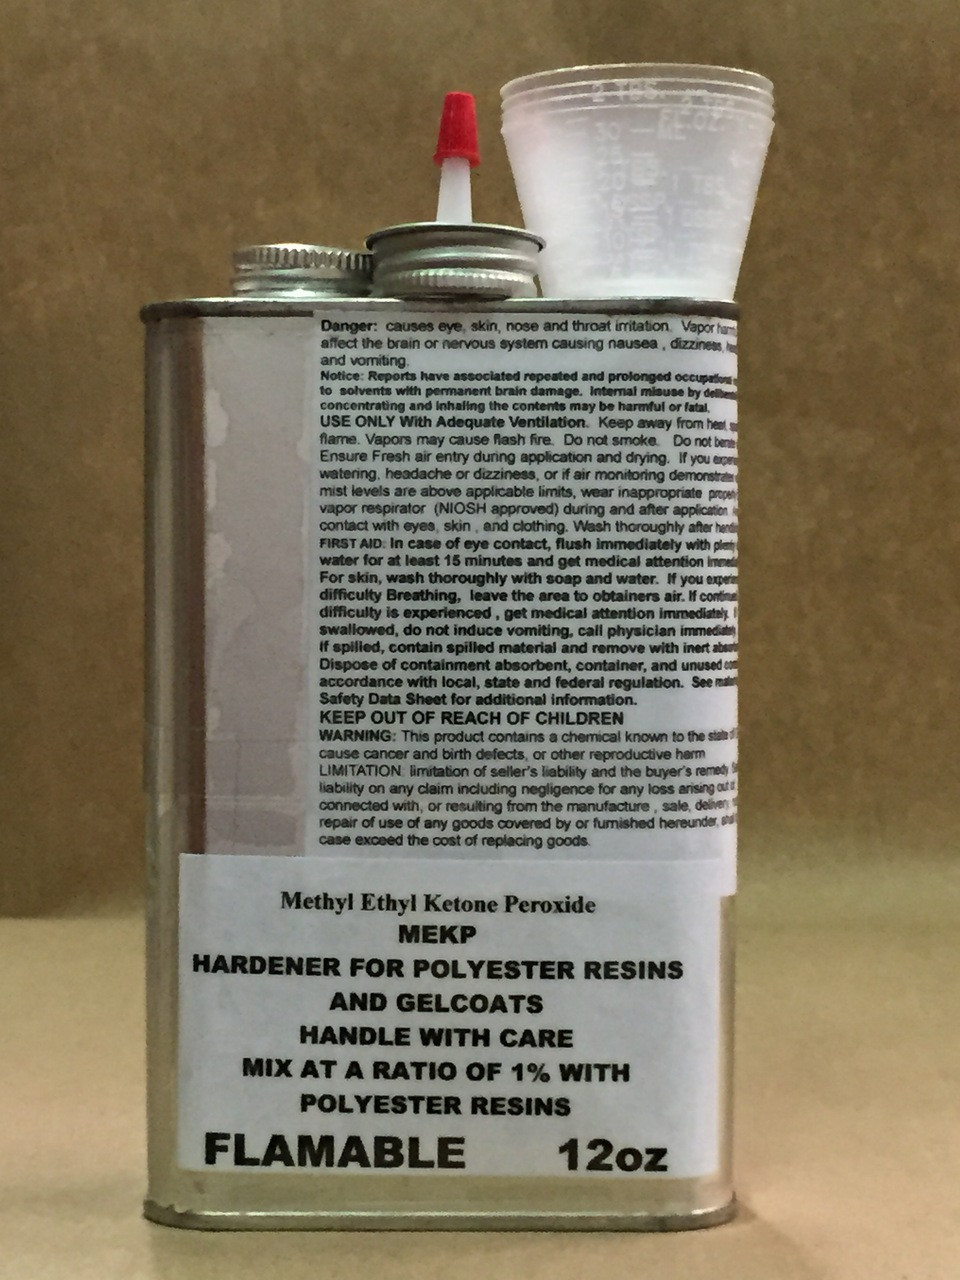 2 TBS.
30 ML
1 TBS
Danger: causes eye, skin, nose and throat irritation. Vapor
affect the brain or nervous system causing nausea , dizziness,
and vomiting.
Notice: Reports have associated repeated and prolonged occupational
to solvents with permanent brain damage. Internal misuse by
concentrating and inhaling the contents may be harmful or fatal.
USE ONLY With Adequate Ventilation. Keep away from heat,
flame. Vapors may cause flash fire. Do not smoke. Do not
Ensure Fresh air entry during application and drying. If you
watering, headache or dizziness, or if air monitoring demonstrates
mist levels are above applicable limits, wear inappropriate
vapor respirator (NIOSH approved) during and after application.
contact with eyes, skin , and clothing. Wash thoroughly after
FIRST AID: In case of eye contact, flush immediately with
water for at least 15 minutes and get medical attention
For skin, wash thoroughly with soap and water. If you
difficulty Breathing, leave the area to obtainers air. If
difficulty is experienced , get medical attention immediately.
swallowed, do not induce vomiting, call physician immediately
If spilled, contain spilled material and remove with inert
Dispose of containment absorbent, container, and unused
accordance with local, state and federal regulation. See
Safety Data Sheet for additional information.
KEEP OUT OF REACH OF CHILDREN
WARNING: This product contains a chemical known to the state of
cause cancer and birth defects, or other reproductive harm
LIMITATION: limitation of seller's liability and the buyer's remedy.
liability on any claim including negligence for any loss arising out of
connected with, or resulting from the manufacture , sale, delivery,
repair of use of any goods covered by or furnished hereunder,
case exceed the cost of replacing goods.
Methyl Ethyl Ketone Peroxide
MEKP
HARDENER FOR POLYESTER RESINS
AND GELCOATS
HANDLE WITH CARE
MIX AT A RATIO OF 1% WITH
POLYESTER RESINS
FLAMABLE 12oz